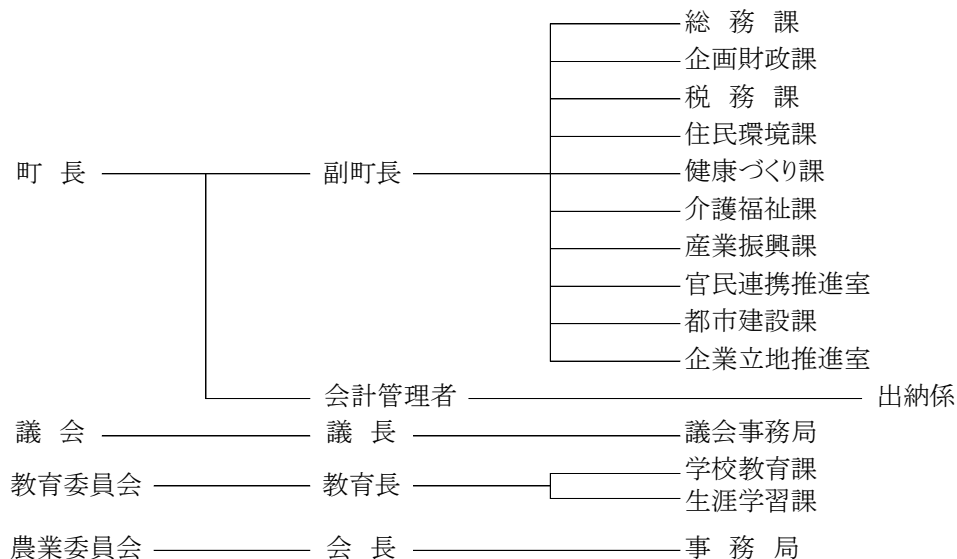 総務課
企画財政課
税務課
住民環境課
町長 副町長 健康づくり課
介護福祉課
産業振興課
官民連携推進室
都市建設課
企業立地推進室
会計管理者 出納係
議会 議長 議会事務局
学校教育課
教育委員会 教育長
生涯学習課
農業委員会 会長 事務局